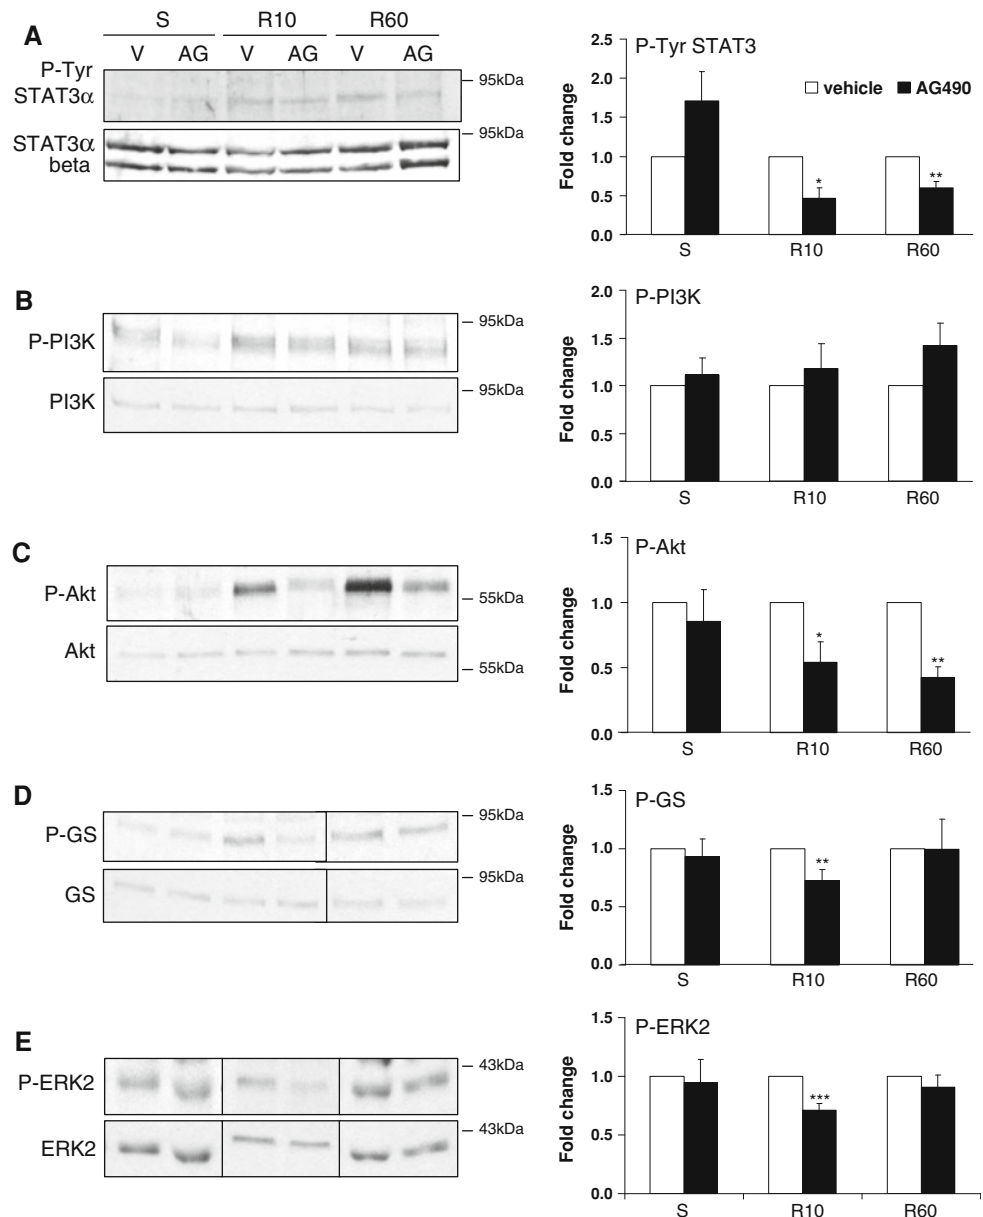 A
S R10 R60
V AG V AG V AG
P-Tyr
STAT3α
95kDa
STAT3α
beta
95kDa
P-Tyr STAT3
vehicle AG490
Fold change
2.5
2.0
1.5
1.0
0.5
0.0
*
**
S R10 R60
B
P-PI3K
95kDa
PI3K
95kDa
P-PI3K
Fold change
2.0
1.5
1.0
0.5
0.0
S R10 R60
C
P-Akt
55kDa
Akt
55kDa
P-Akt
Fold change
1.5
1.0
0.5
0.0
*
**
S R10 R60
D
P-GS
95kDa
GS
95kDa
P-GS
Fold change
1.5
1.0
0.5
0.0
**
S R10 R60
E
P-ERK2
43kDa
ERK2
43kDa
P-ERK2
Fold change
1.5
1.0
0.5
0.0
***
S R10 R60